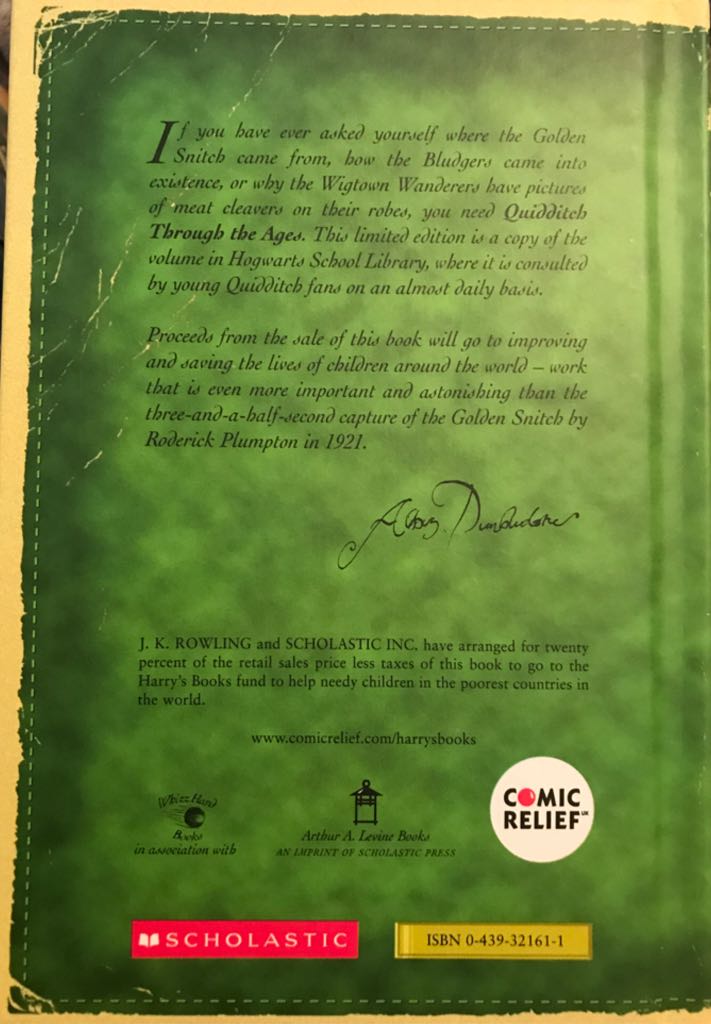 If you have ever asked yourself where the Golden
Snitch came from, how the Bludgers came into
existence, or why the Wigtown Wanderers have pictures
of meat cleavers on their robes, you need Quidditch
Through the Ages. This limited edition is a copy of the
volume in Hogwarts School Library, where it is consulted
by young Quidditch fans on an almost daily basis.
Proceeds from the sale of this book will go to improving
and saving the lives of children around the world – work
that is even more important and astonishing than the
three-and-a-half-second capture of the Golden Snitch by
Roderick Plumpton in 1921.
Albus Dumbledore
J. K. ROWLING and SCHOLASTIC INC. have arranged for twenty
percent of the retail sales price less taxes of this book to go to the
Harry's Books fund to help needy children in the poorest countries in
the world.
www.comicrelief.com/harrysbooks
Whizz Hard
Books
in association with
Arthur A. Levine Books
AN IMPRINT OF SCHOLASTIC PRESS
COMIC
RELIEF UK
SCHOLASTIC
ISBN 0-439-32161-1